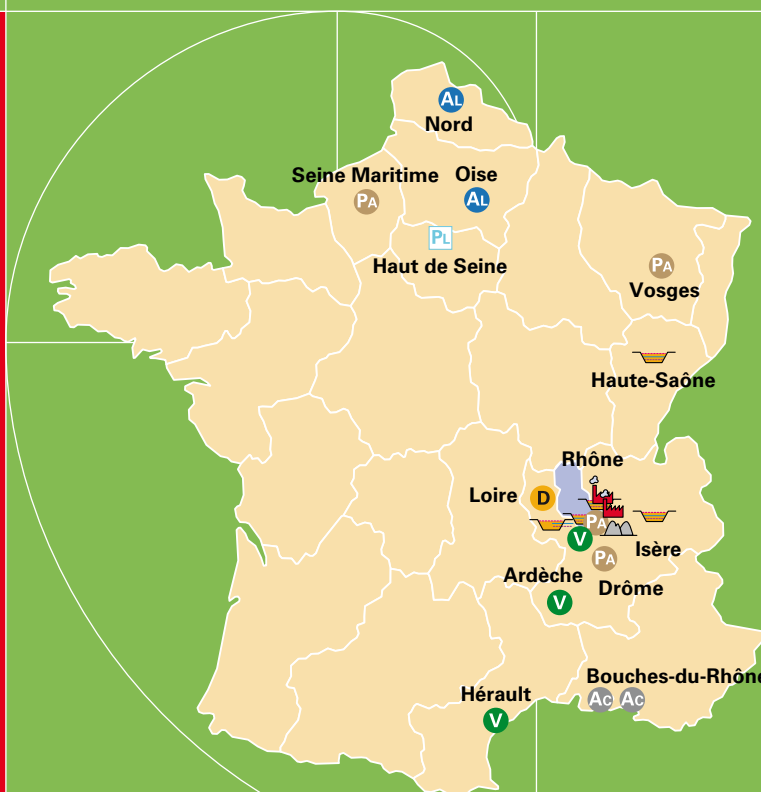 AL
Nord
Seine Maritime
Oise
PA
AL
PL
Haut de Seine
PA
Vosges
Haute-Saône
Rhône
Loire
D
PA
V
Isère
PA
Ardèche
Drôme
V
Bouches-du-Rhône
AC
AC
Hérault
V